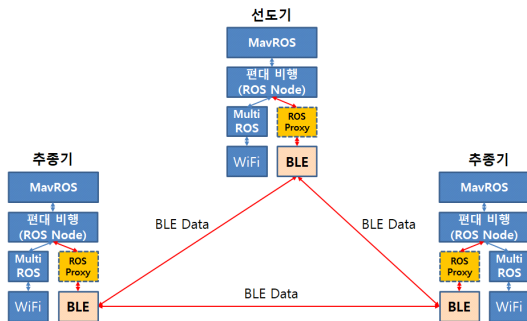 선도기
MavROS
편대 비행
(ROS Node)
Multi
ROS
ROS
Proxy
WiFi
BLE
추종기
MavROS
편대 비행
(ROS Node)
Multi
ROS
ROS
Proxy
WiFi
BLE
추종기
MavROS
편대 비행
(ROS Node)
ROS
Proxy
Multi
ROS
BLE
WiFi
BLE Data
BLE Data
BLE Data